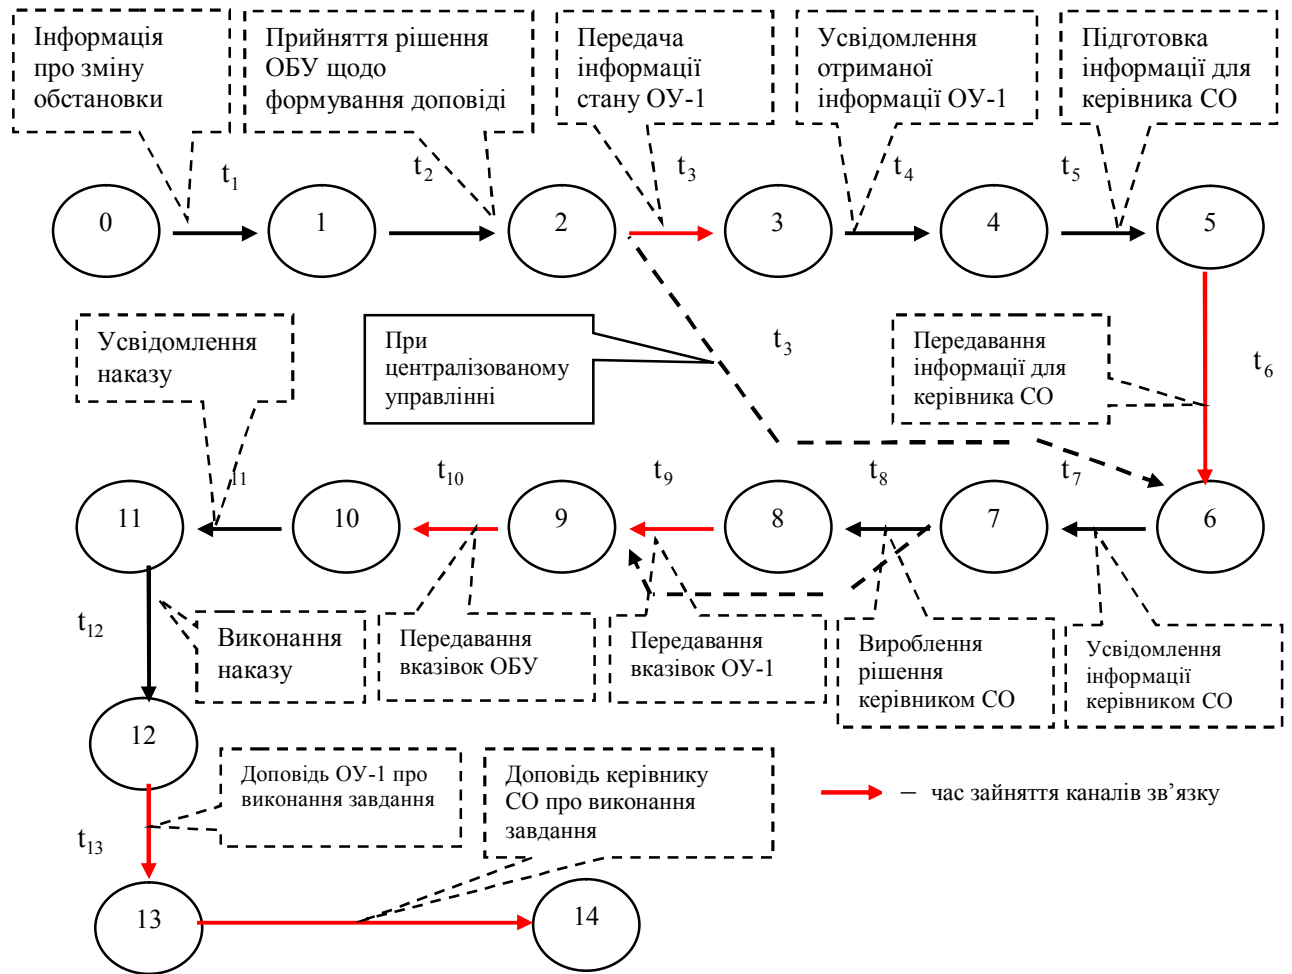 Інформація
про зміну
обстановки
Прийняття рішення
ОБУ щодо
формування доповіді
Передача
інформації
стану ОУ-1
Усвідомлення
отриманої
інформації ОУ-1
Підготовка
інформації для
керівника СО
t1
t2
t3
t4
t5
0
1
2
3
4
5
Усвідомлення
наказу
При
централізованому
управлінні
t3
Передавання
інформації для
керівника СО
t6
11
t10
t9
t8
t7
11
10
9
8
7
6
t12
Виконання
наказу
Передавання
вказівок ОБУ
Передавання
вказівок ОУ-1
Вироблення
рішення
керівником СО
Усвідомлення
інформації
керівником СО
12
Доповідь ОУ-1 про
виконання завдання
Доповідь керівнику
СО про виконання
завдання
– час зайняття каналів зв’язку
t13
13
14